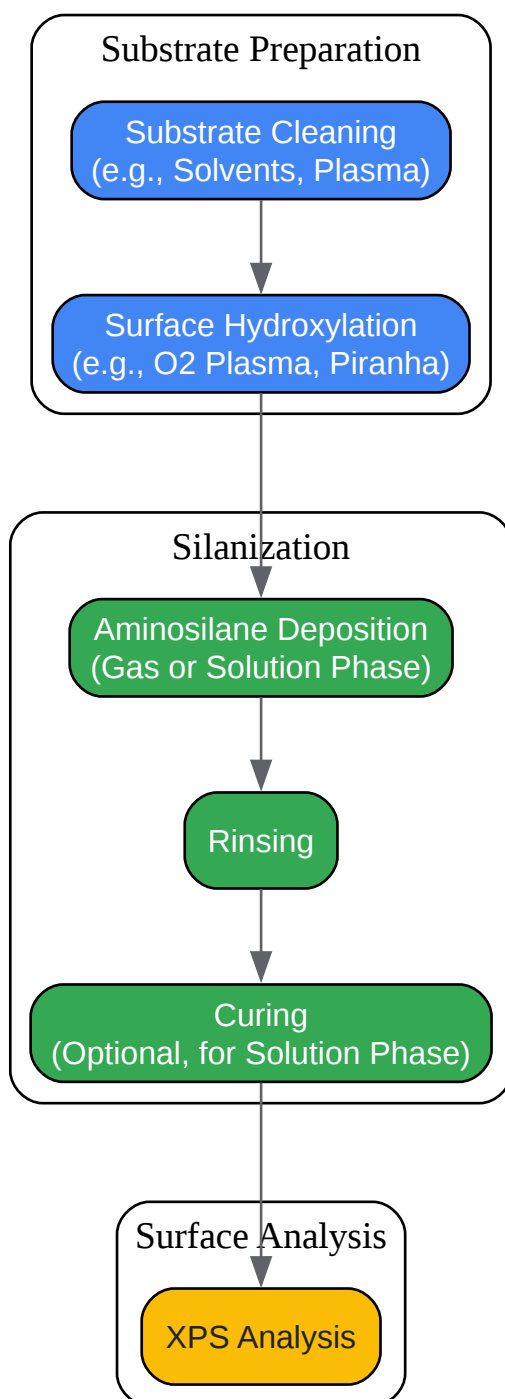 Substrate Preparation
Substrate Cleaning
(e.g., Solvents, Plasma)
Surface Hydroxylation
(e.g., O2 Plasma, Piranha)
Silanization
Aminosilane Deposition
(Gas or Solution Phase)
Rinsing
Curing
(Optional, for Solution Phase)
Surface Analysis
XPS Analysis